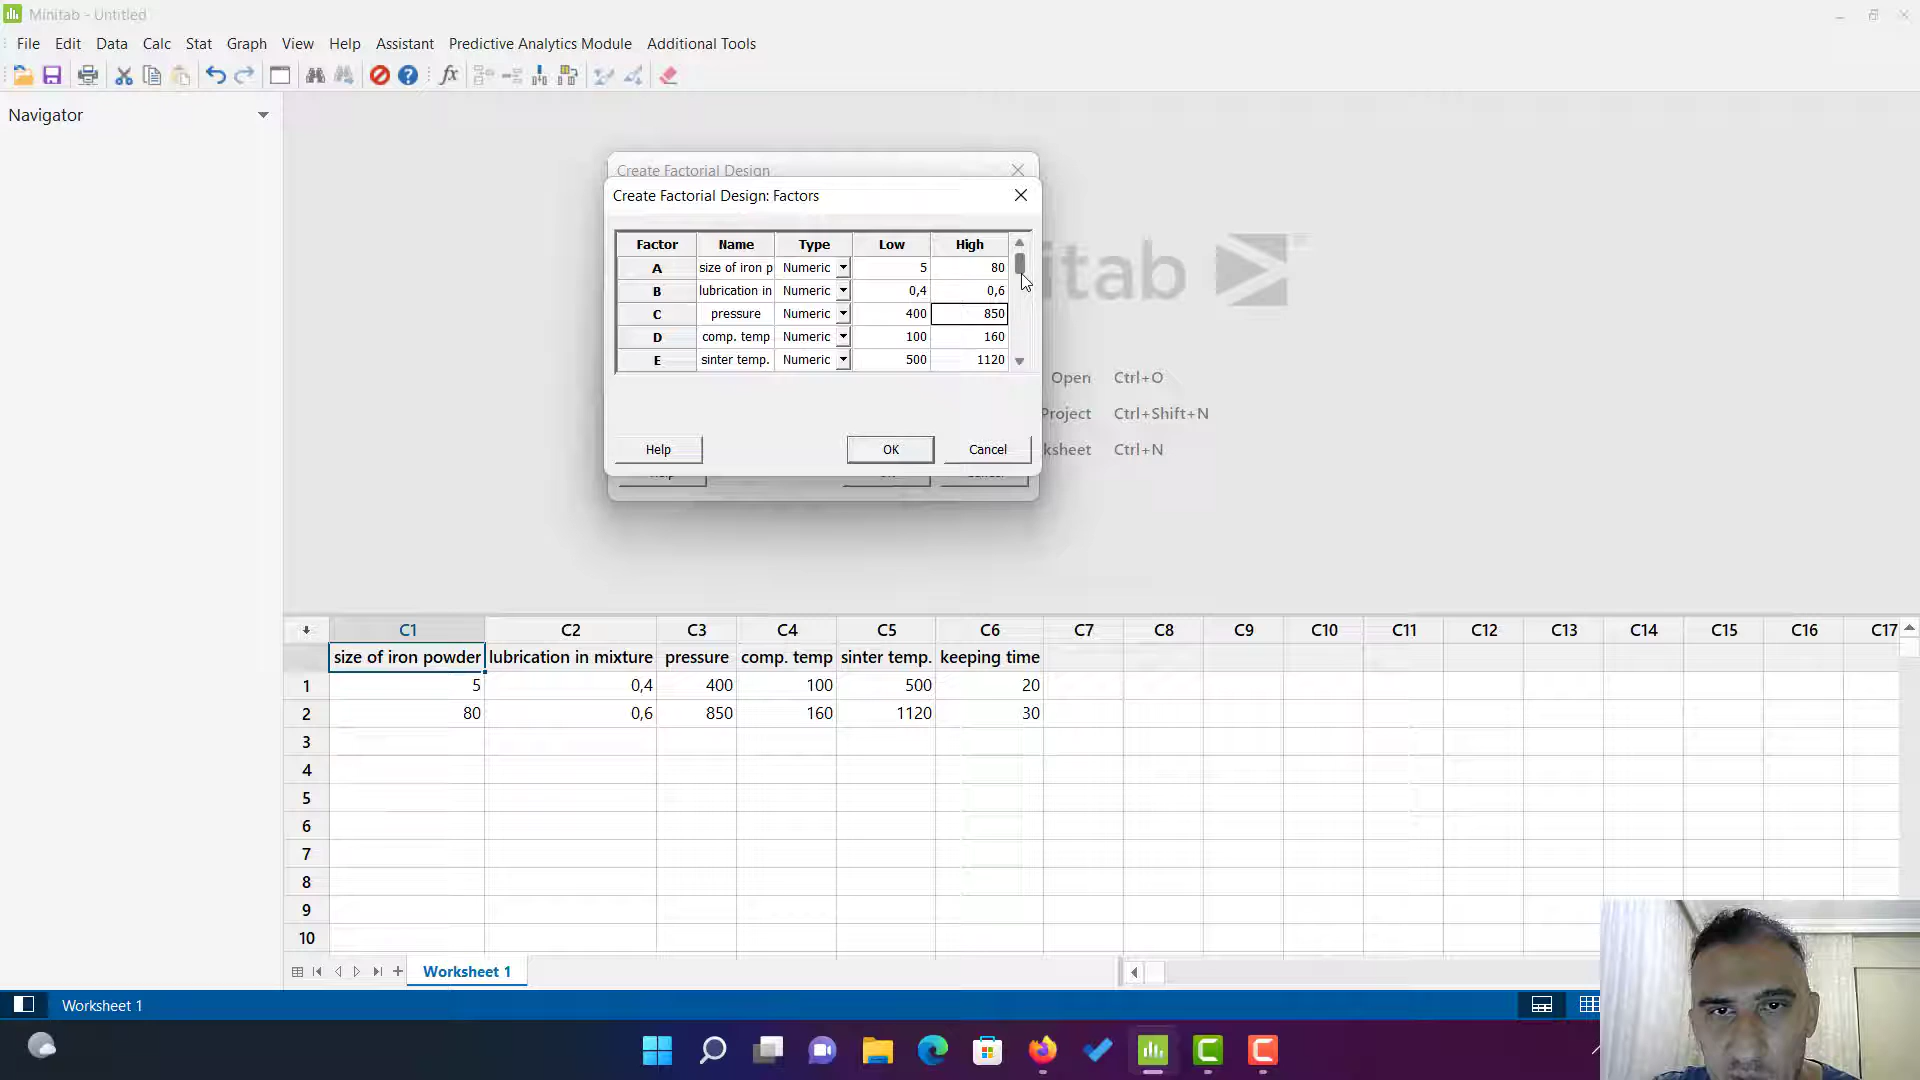 Minitab - Untitled
File Edit Data Calc Stat Graph View Help Assistant Predictive Analytics Module Additional Tools
Navigator
Create Factorial Design
Create Factorial Design: Factors
Factor Name Type Low High
A size of iron p Numeric 5 80
B lubrication in Numeric 0,4 0,6
C pressure Numeric 400 850
D comp. temp Numeric 100 160
E sinter temp. Numeric 500 1120
Help OK Cancel
itab
Open Ctrl+O
Project Ctrl+Shift+N
ksheet Ctrl+N
C1 C2 C3 C4 C5 C6 C7 C8 C9 C10 C11 C12 C13 C14 C15 C16 C17
size of iron powder lubrication in mixture pressure comp. temp sinter temp. keeping time
1 5 0,4 400 100 500 20
2 80 0,6 850 160 1120 30
3
4
5
6
7
8
9
10
Worksheet 1
Worksheet 1